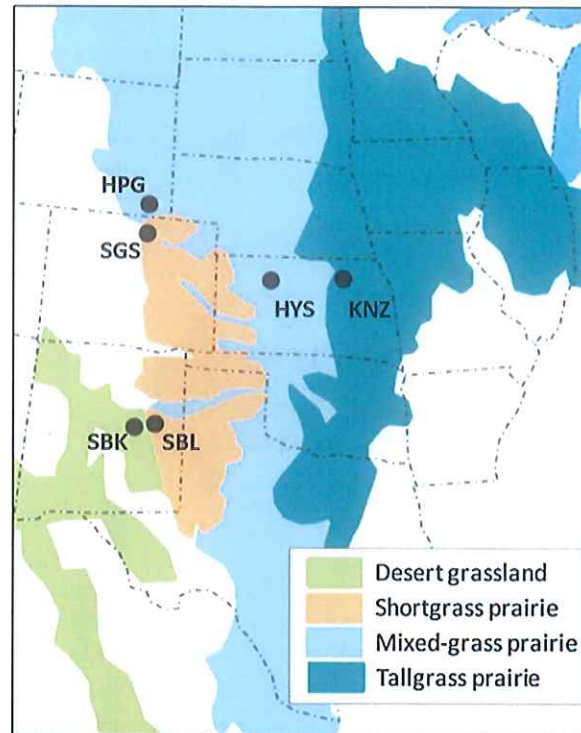 HPG
SGS
HYS
KNZ
SBK
SBL
Desert grassland
Shortgrass prairie
Mixed-grass prairie
Tallgrass prairie